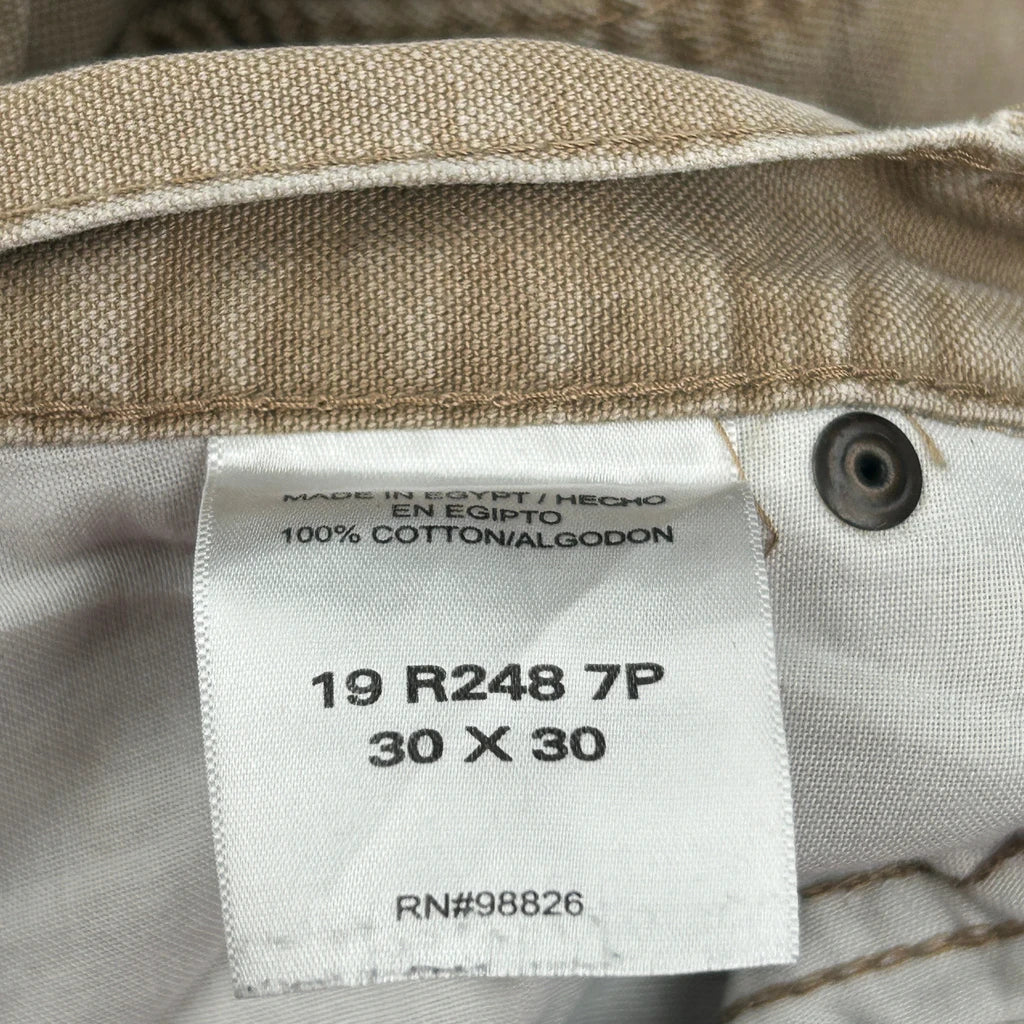 MADE IN EGYPT / HECHO
EN EGIPTO
100% COTTON/ALGODON
19 R248 7P
30 X 30
RN#98826